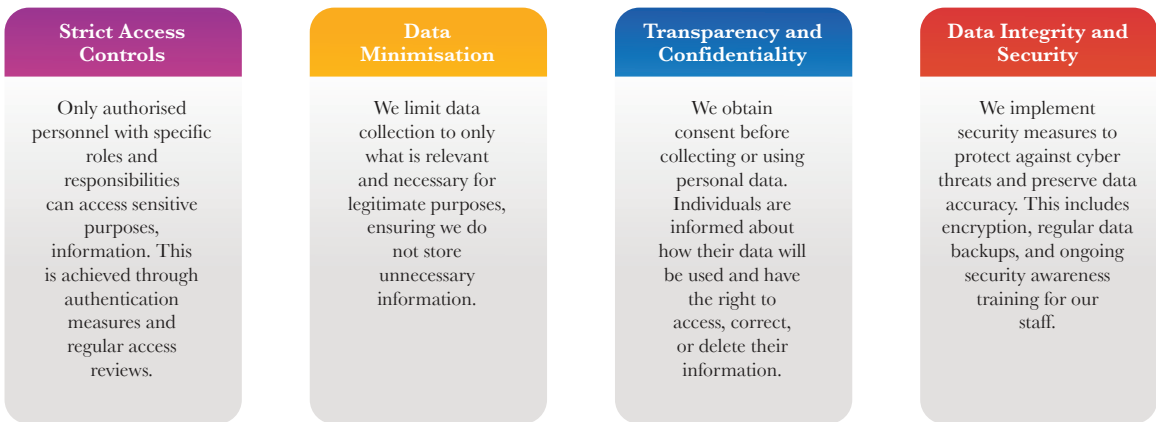 Strict Access
Controls
Only authorised
personnel with specific
roles and
responsibilities
can access sensitive
purposes,
information. This
is achieved through
authentication
measures and
regular access
reviews.
Data
Minimisation
We limit data
collection to only
what is relevant
and necessary for
legitimate purposes,
ensuring we do
not store
unnecessary
information.
Transparency and
Confidentiality
We obtain
consent before
collecting or using
personal data.
Individuals are
informed about
how their data will
be used and have
the right to
access, correct,
or delete their
information.
Data Integrity and
Security
We implement
security measures to
protect against cyber
threats and preserve data
accuracy. This includes
encryption, regular data
backups, and ongoing
security awareness
training for our
staff.